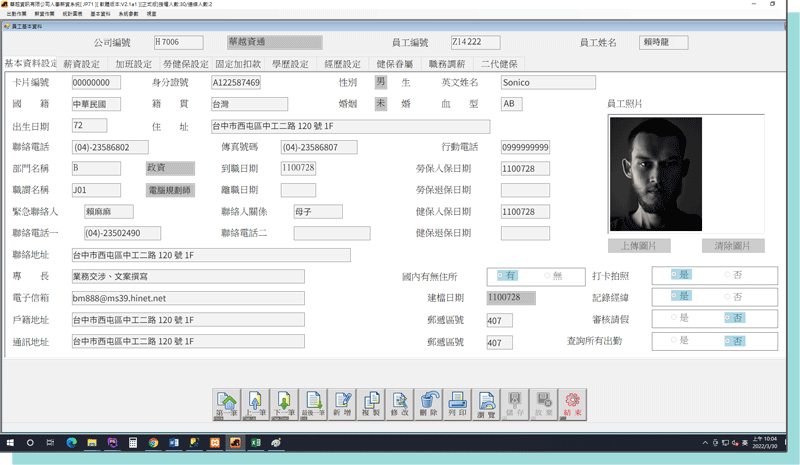 華越資訊有限公司人事薪資系統[ JP71 ][ 軟體版本:V2.1a1 ][正式版]授權人數:30/連線人數:2
出勤作業 薪資作業 統計圖表 基本資料 系統參數 視窗
員工基本資料
公司編號 H7006 華越資通 員工編號 Z14222 員工姓名 賴時龍
基本資料設定 薪資設定 加班設定 勞健保設定 固定加扣款 學歷設定 經歷設定 健保眷屬 職務調薪 二代健保
卡片編號 00000000 身分證號 A122587469 性別 男 生 英文姓名 Sonico
國 籍 中華民國 籍 貫 台灣 婚姻 未 婚 血 型 AB 員工照片
出生日期 72 住 址 台中市西屯區中工二路 120 號 1F
聯絡電話 (04)-23586802 傳真號碼 (04)-23586807 行動電話 0999999999
部門名稱 B 政資 到職日期 1100728 勞保入保日期 1100728
職謂名稱 J01 電腦規劃師 離職日期 勞保退保日期
緊急聯絡人 賴麻麻 聯絡人關係 母子 健保入保日期 1100728
聯絡電話一 (04)-23502490 聯絡電話二 健保退保日期 上傳圖片 清除圖片
聯絡地址 台中市西屯區中工二路 120 號 1F
專 長 業務交涉、文案撰寫 國內有無住所 有 無 打卡拍照 是 否
電子信箱 bm888@ms39.hinet.net 建檔日期 1100728 記錄經緯 是 否
戶籍地址 台中市西屯區中工二路 120 號 1F 郵遞區號 407 審核請假 是 否
通訊地址 台中市西屯區中工二路 120 號 1F 郵遞區號 407 查詢所有出勤 是 否
第一筆 上一筆 下一筆 最後一筆 新增 複製 修改 刪除 列印 瀏覽 儲存 放棄 結束
英 上午 10:04
2022/3/30